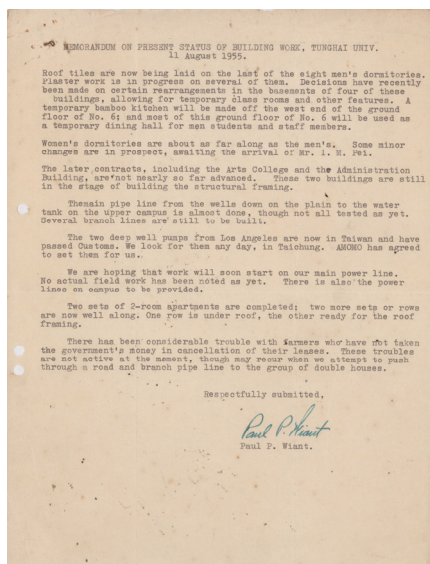 MEMORANDUM ON PRESENT STATUS OF BUILDING WORK, TUNGHAI UNIV.
11 August 1955.
Roof tiles are now being laid on the last of the eight men's dormitories.
Plaster work is in progress on several of them. Decisions have recently
been made on certain rearrangements in the basements of four of these
buildings, allowing for temporary class rooms and other features. A
temporary bamboo kitchen will be made off the west end of the ground
floor of No. 6; and most of this ground floor of No. 6 will be used as
a temporary dining hall for men students and staff members.
Women's dormitories are about as far along as the men's. Some minor
changes are in prospect, awaiting the arrival of Mr. I. M. Pei.
The later contracts, including the Arts College and the Administration
Building, are not nearly so far advanced. These two buildings are still
in the stage of building the structural framing.
Themain pipe line from the wells down on the plain to the water
tank on the upper campus is almost done, though not all tested as yet.
Several branch lines are still to be built.
The two deep well pumps from Los Angeles are now in Taiwan and have
passed Customs. We look for them any day, in Taichung. AMOMO has agreed
to set them for us.
We are hoping that work will soon start on our main power line.
No actual field work has been noted as yet. There is also the power
lines on campus to be provided.
Two sets of 2-room apartments are completed; two more sets or rows
are now well along. One row is under roof, the other ready for the roof
framing.
There has been considerable trouble with farmers who have not taken
the government's money in cancellation of their leases. These troubles
are not active at the moment, though may recur when we attempt to push
through a road and branch pipe line to the group of double houses.
Respectfully submitted,
Paul P. Wiant
Paul P. Wiant.